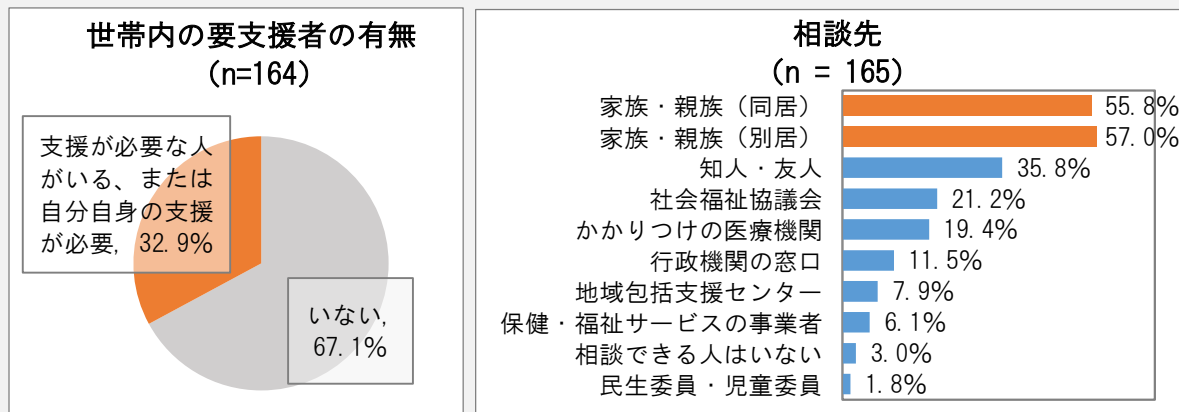 世帯内の要支援者の有無
(n=164)
支援が必要な人
がいる、または
自分自身の支援
が必要, 32.9%
いない,
67.1%
相談先
(n = 165)
家族・親族（同居） 55.8%
家族・親族（別居） 57.0%
知人・友人 35.8%
社会福祉協議会 21.2%
かかりつけの医療機関 19.4%
行政機関の窓口 11.5%
地域包括支援センター 7.9%
保健・福祉サービスの事業者 6.1%
相談できる人はいない 3.0%
民生委員・児童委員 1.8%